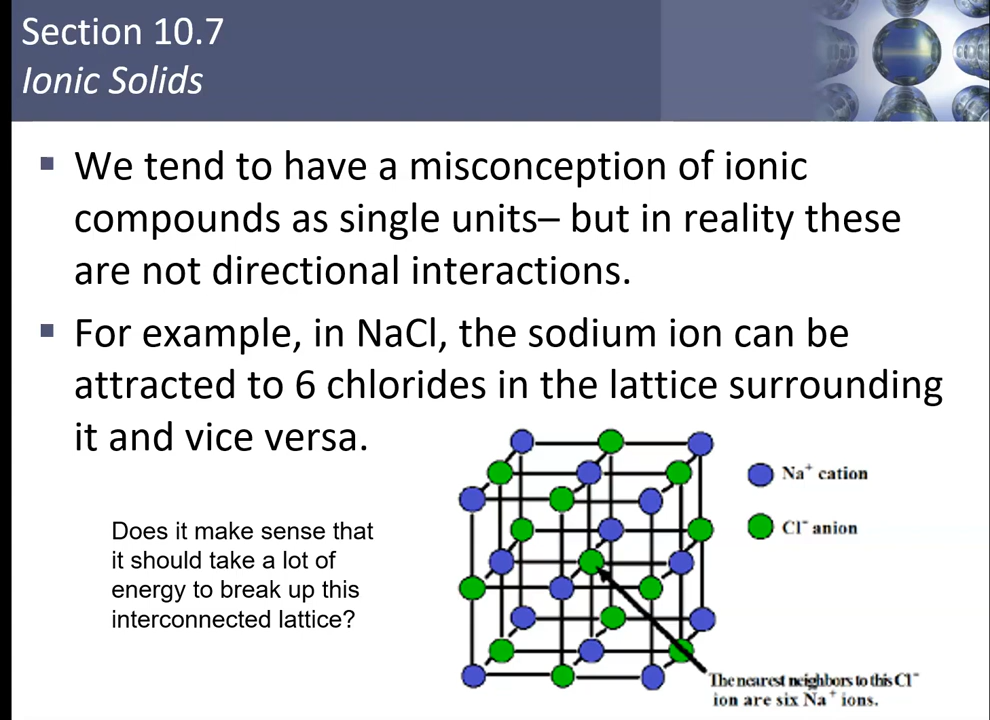 Section 10.7
Ionic Solids
▪ We tend to have a misconception of ionic
compounds as single units– but in reality these
are not directional interactions.
▪ For example, in NaCl, the sodium ion can be
attracted to 6 chlorides in the lattice surrounding
it and vice versa.
Does it make sense that
it should take a lot of
energy to break up this
interconnected lattice?
Na⁺ cation
Cl⁻ anion
The nearest neighbors to this Cl⁻
ion are six Na⁺ ions.